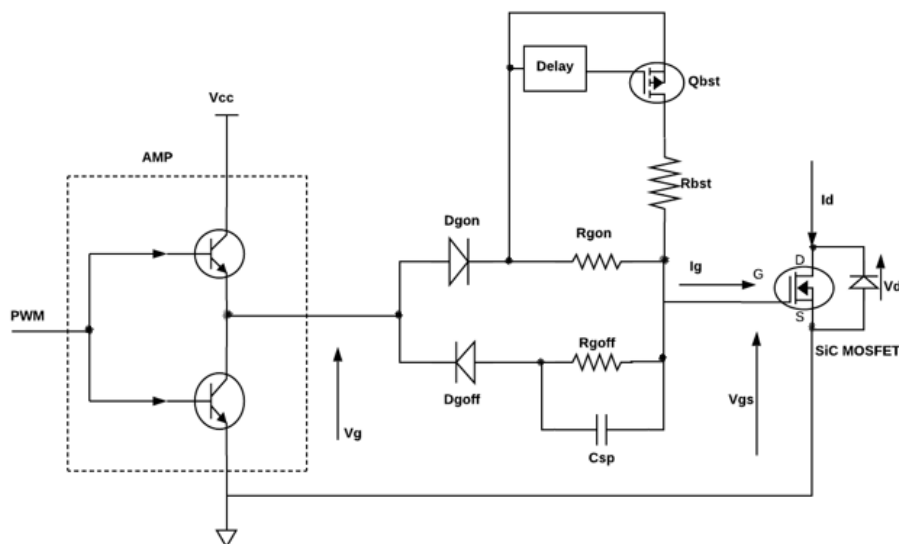 Delay
Qbst
Vcc
AMP
Rbst
Id
Dgon
Rgon
Ig
G
D
Vd
PWM
S
Rgoff
SiC MOSFET
Dgoff
Vg
Vgs
Csp